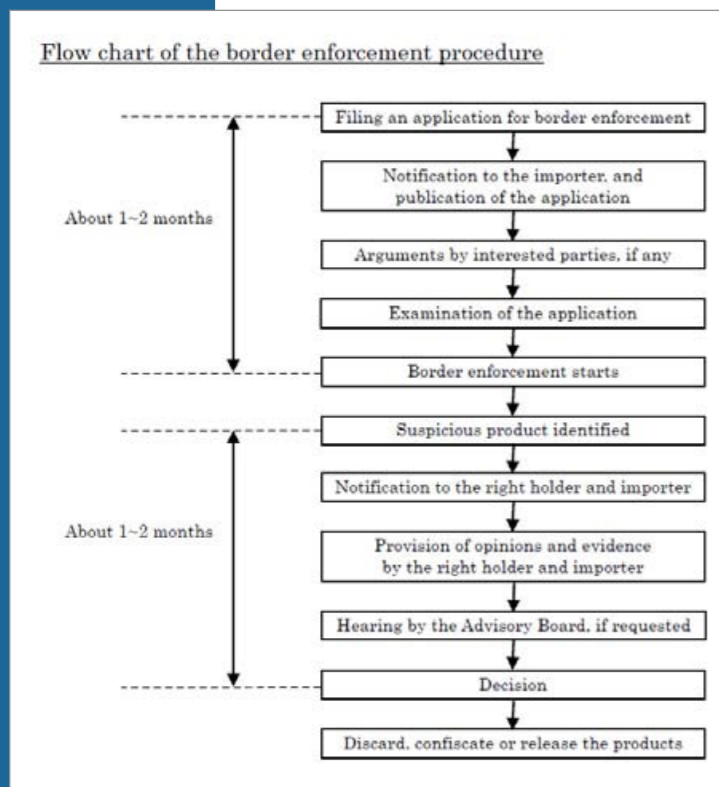 Flow chart of the border enforcement procedure
Filing an application for border enforcement
Notification to the importer, and
publication of the application
About 1~2 months
Arguments by interested parties, if any
Examination of the application
Border enforcement starts
Suspicious product identified
Notification to the right holder and importer
About 1~2 months
Provision of opinions and evidence
by the right holder and importer
Hearing by the Advisory Board, if requested
Decision
Discard, confiscate or release the products